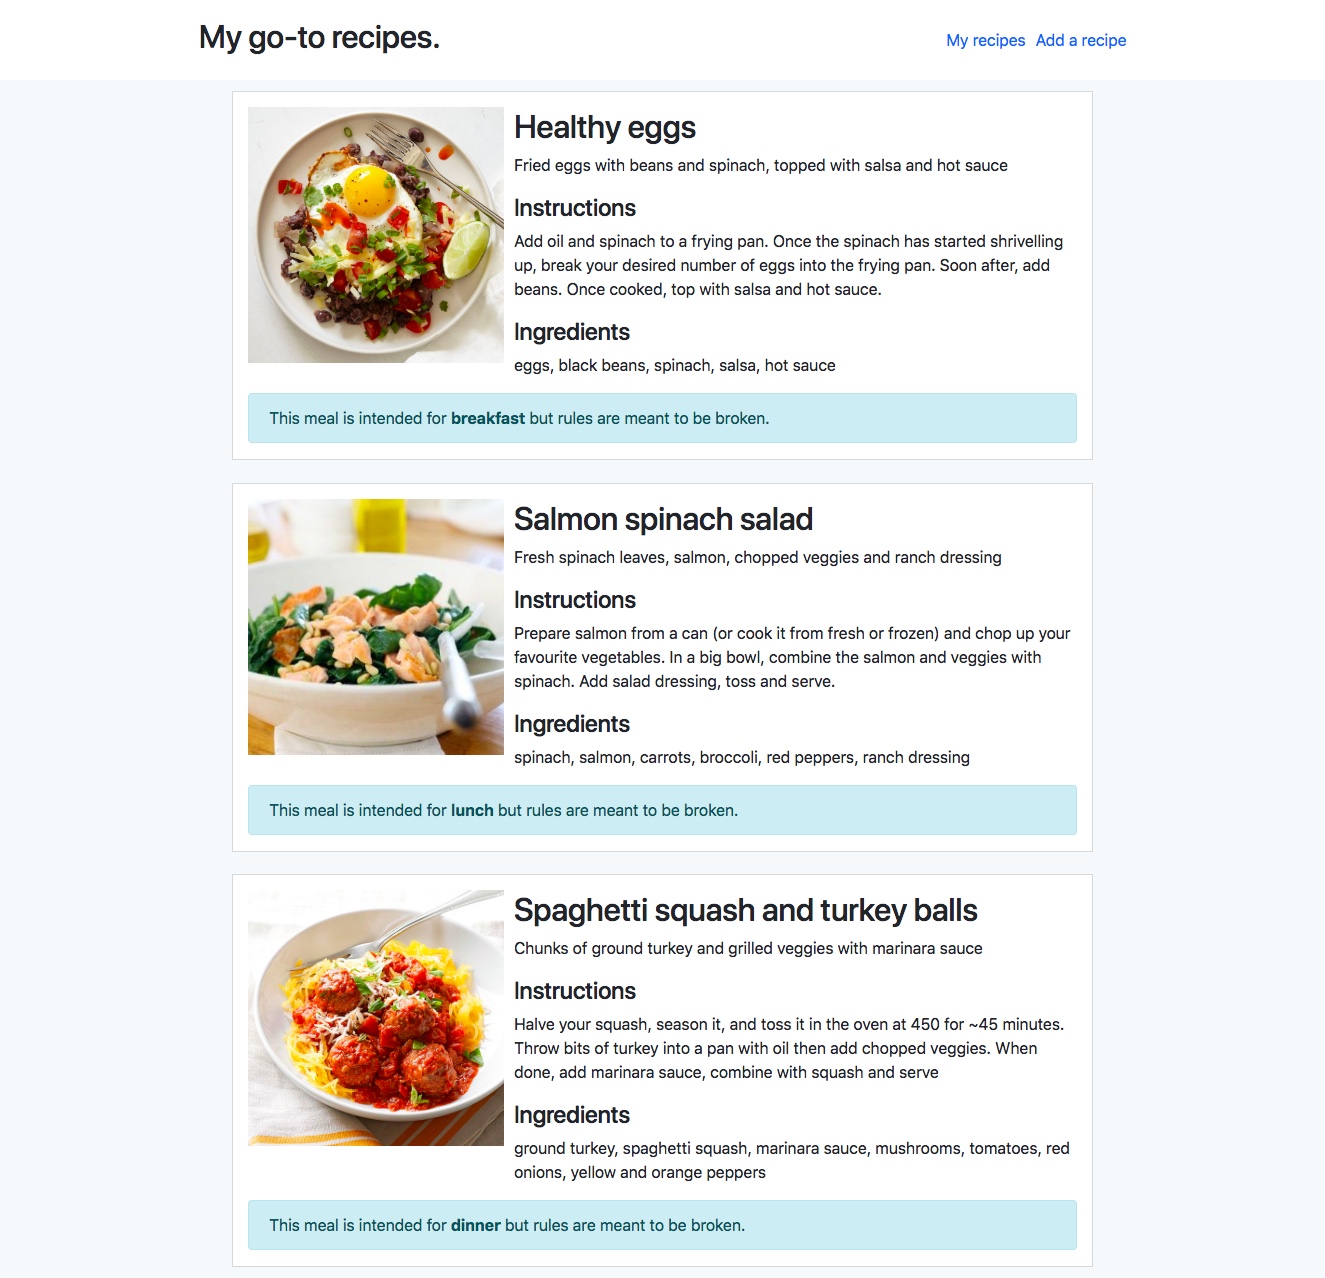 My go-to recipes.
My recipes Add a recipe
Healthy eggs
Fried eggs with beans and spinach, topped with salsa and hot sauce
Instructions
Add oil and spinach to a frying pan. Once the spinach has started shrivelling
up, break your desired number of eggs into the frying pan. Soon after, add
beans. Once cooked, top with salsa and hot sauce.
Ingredients
eggs, black beans, spinach, salsa, hot sauce
This meal is intended for breakfast but rules are meant to be broken.
Salmon spinach salad
Fresh spinach leaves, salmon, chopped veggies and ranch dressing
Instructions
Prepare salmon from a can (or cook it from fresh or frozen) and chop up your
favourite vegetables. In a big bowl, combine the salmon and veggies with
spinach. Add salad dressing, toss and serve.
Ingredients
spinach, salmon, carrots, broccoli, red peppers, ranch dressing
This meal is intended for lunch but rules are meant to be broken.
Spaghetti squash and turkey balls
Chunks of ground turkey and grilled veggies with marinara sauce
Instructions
Halve your squash, season it, and toss it in the oven at 450 for ~45 minutes.
Throw bits of turkey into a pan with oil then add chopped veggies. When
done, add marinara sauce, combine with squash and serve
Ingredients
ground turkey, spaghetti squash, marinara sauce, mushrooms, tomatoes, red
onions, yellow and orange peppers
This meal is intended for dinner but rules are meant to be broken.